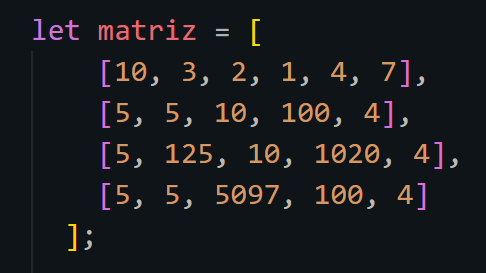 let matriz = [
[10, 3, 2, 1, 4, 7],
[5, 5, 10, 100, 4],
[5, 125, 10, 1020, 4],
[5, 5, 5097, 100, 4]
];